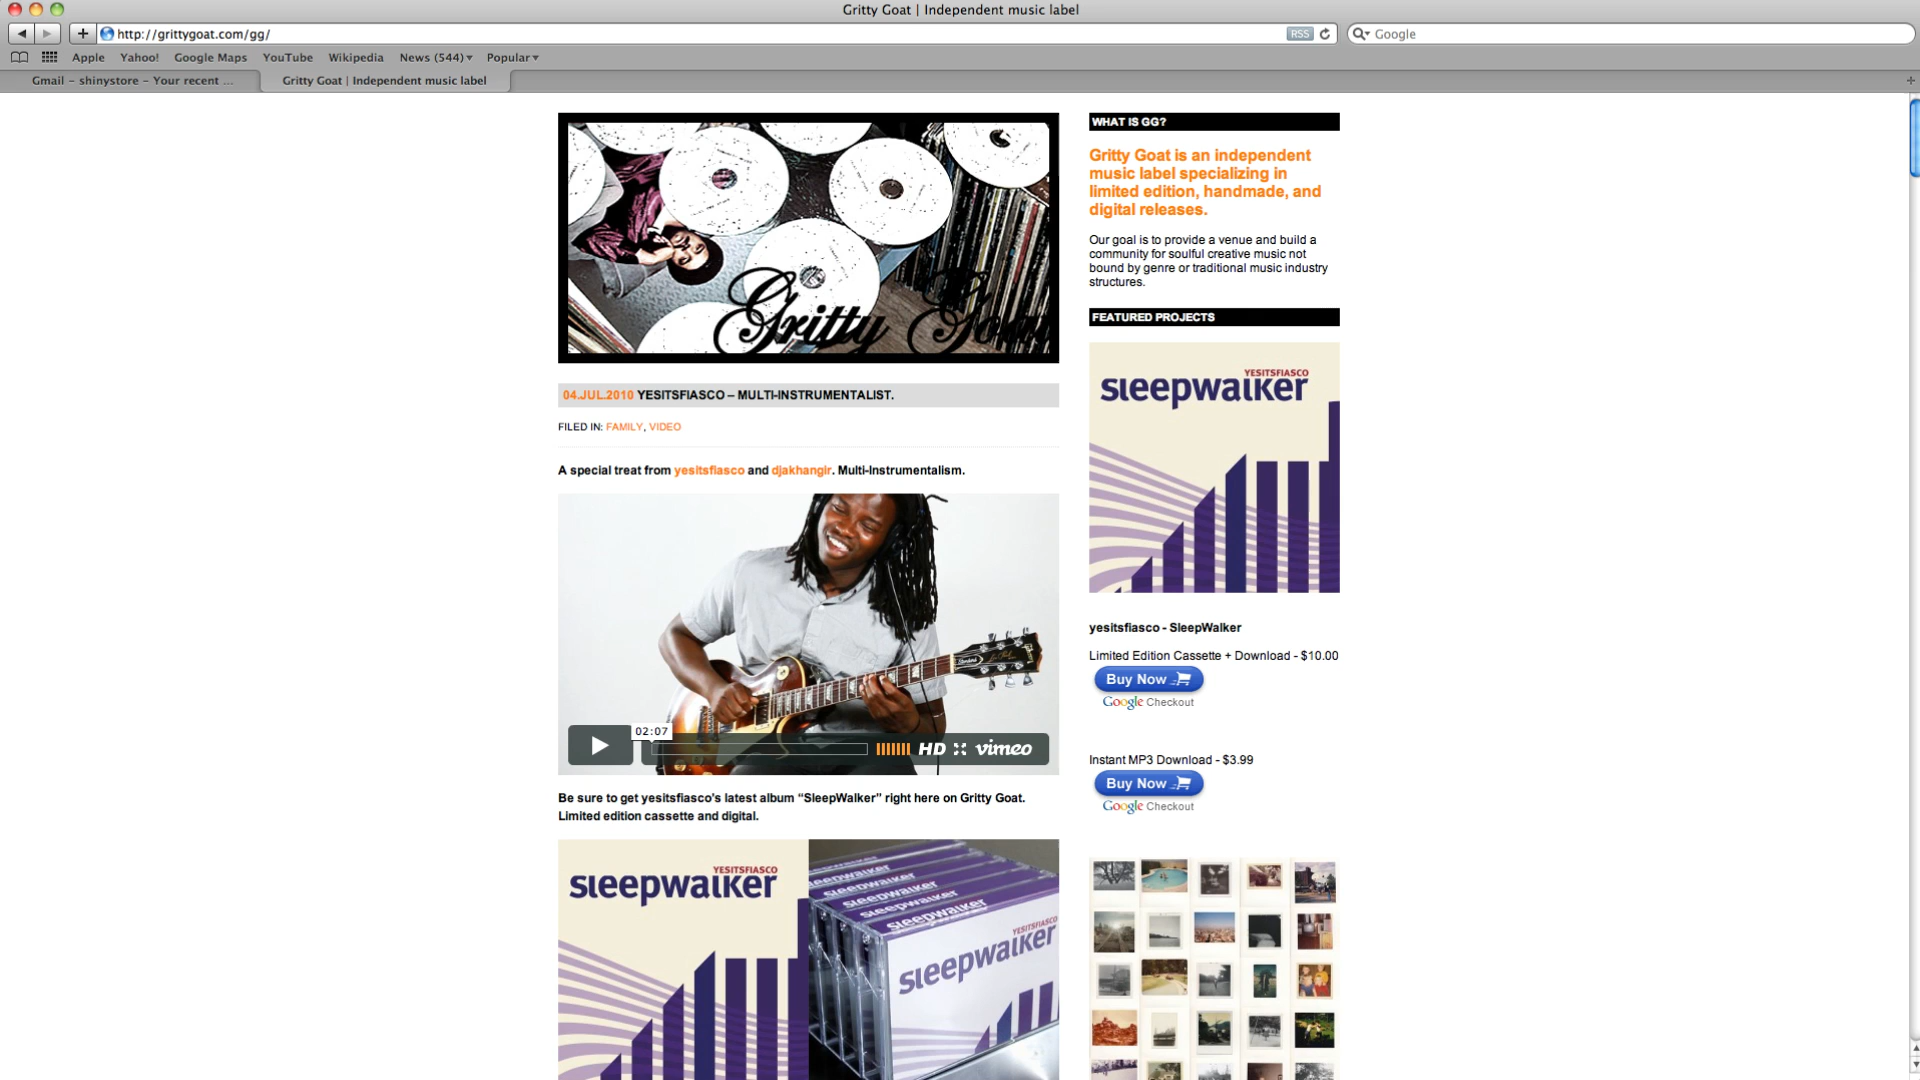 Gritty Goat | Independent music label
http://grittygoat.com/gg/
RSS
Google
Apple
Yahoo!
Google Maps
YouTube
Wikipedia
News (544)
Popular
Gmail – shinystore – Your recent ...
Gritty Goat | Independent music label
Gritty Goat
04.JUL.2010 YESITSFIASCO – MULTI-INSTRUMENTALIST.
FILED IN: FAMILY, VIDEO
A special treat from yesitsfiasco and djakhangir. Multi-Instrumentalism.
02:07
HD vimeo
Be sure to get yesitsfiasco's latest album “SleepWalker” right here on Gritty Goat.
Limited edition cassette and digital.
YESITSFIASCO
sleepwalker
sleepwalker
sleepwalker
sleepwalker
sleepwalker
sleepwalker
YESITSFIASCO
sleepwalker
WHAT IS GG?
Gritty Goat is an independent
music label specializing in
limited edition, handmade, and
digital releases.
Our goal is to provide a venue and build a
community for soulful creative music not
bound by genre or traditional music industry
structures.
FEATURED PROJECTS
YESITSFIASCO
sleepwalker
yesitsfiasco - SleepWalker
Limited Edition Cassette + Download - $10.00
Buy Now
Google Checkout
Instant MP3 Download - $3.99
Buy Now
Google Checkout